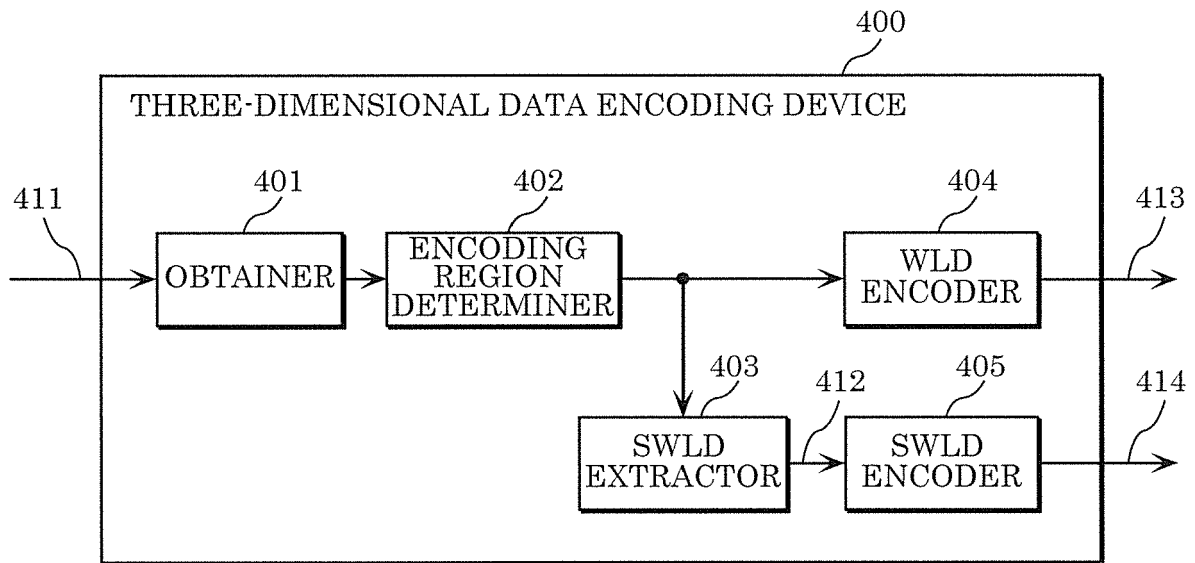 400
THREE-DIMENSIONAL DATA ENCODING DEVICE
411
401
402
404
413
OBTAINER
ENCODING
REGION
DETERMINER
WLD
ENCODER
403
412
405
414
SWLD
EXTRACTOR
SWLD
ENCODER